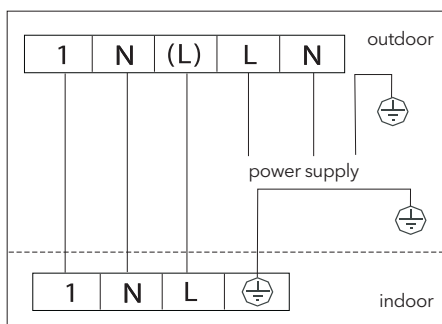 outdoor
1 N (L) L N
power supply
1 N L
indoor